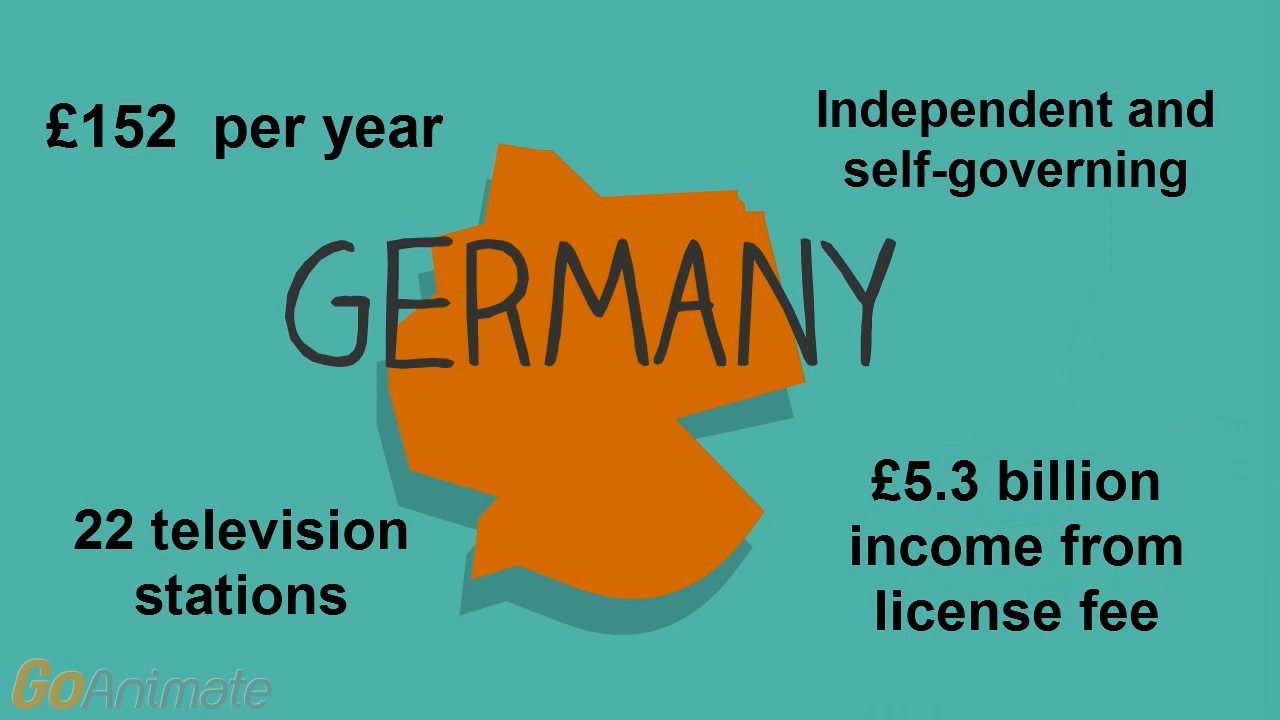 £152 per year
Independent and
self-governing
GERMANY
22 television
stations
£5.3 billion
income from
license fee
GoAnimate